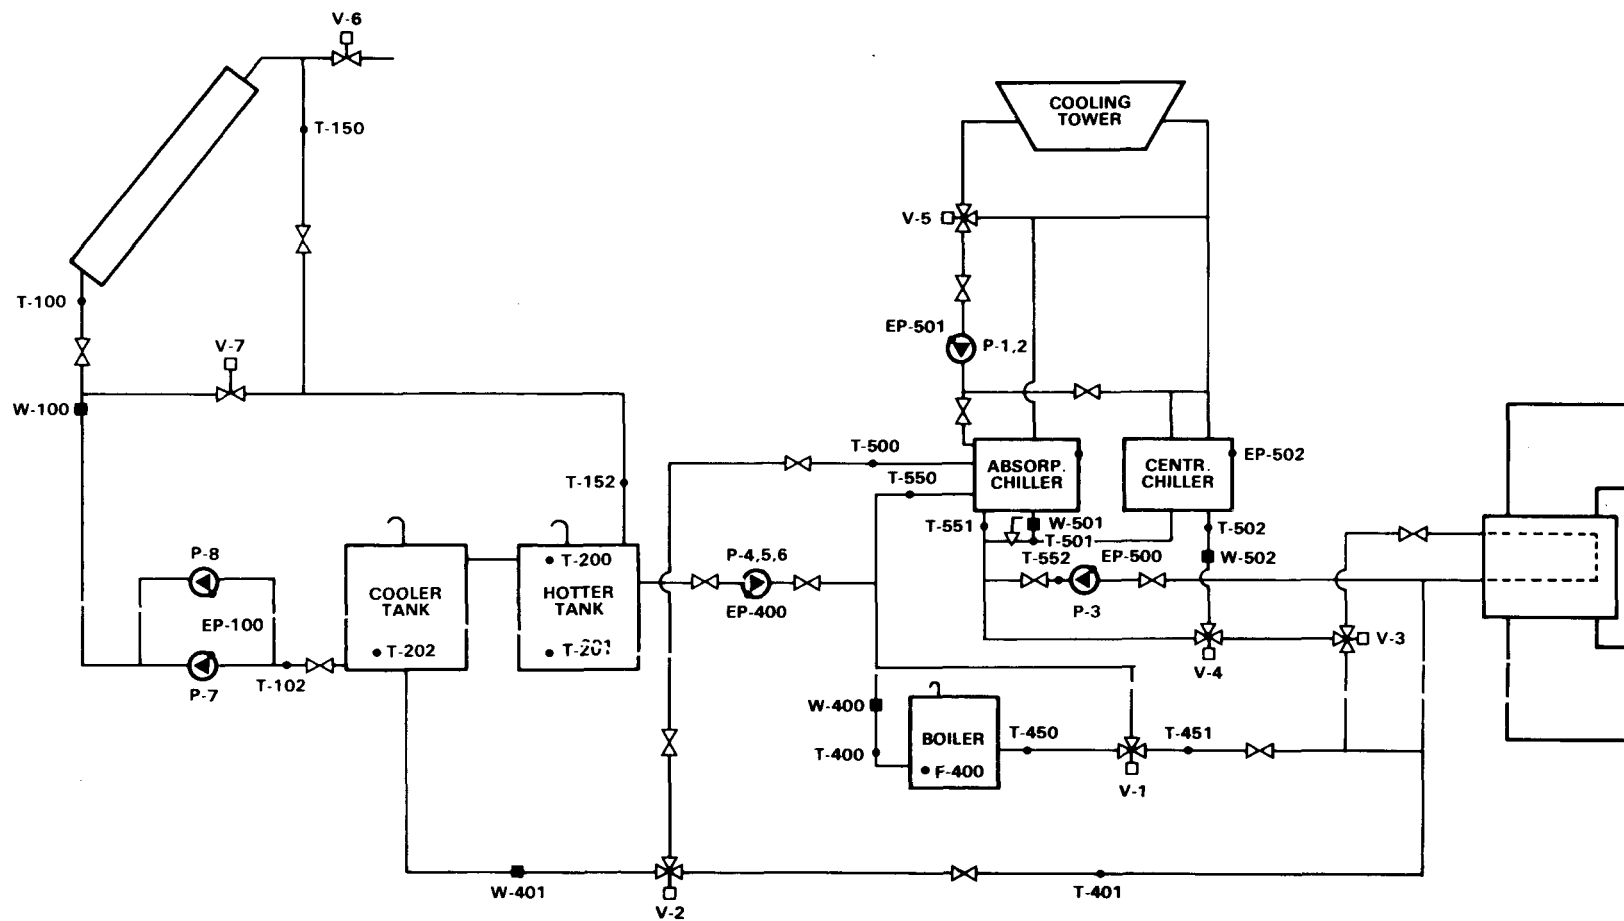 V-6
COOLING
TOWER
T-150
V-5
T-100
EP-501
P-1,2
V-7
W-100
T-500
ABSORP.
CHILLER
CENTR.
CHILLER
EP-502
T-550
T-152
T-551
W-501
T-501
T-502
T-552
EP-500
W-502
P-8
T-200
P-4,5,6
COOLER
TANK
HOTTER
TANK
EP-400
P-3
EP-100
T-202
T-201
V-3
P-7
T-102
V-4
W-400
BOILER
T-450
T-451
T-400
F-400
V-1
W-401
T-401
V-2